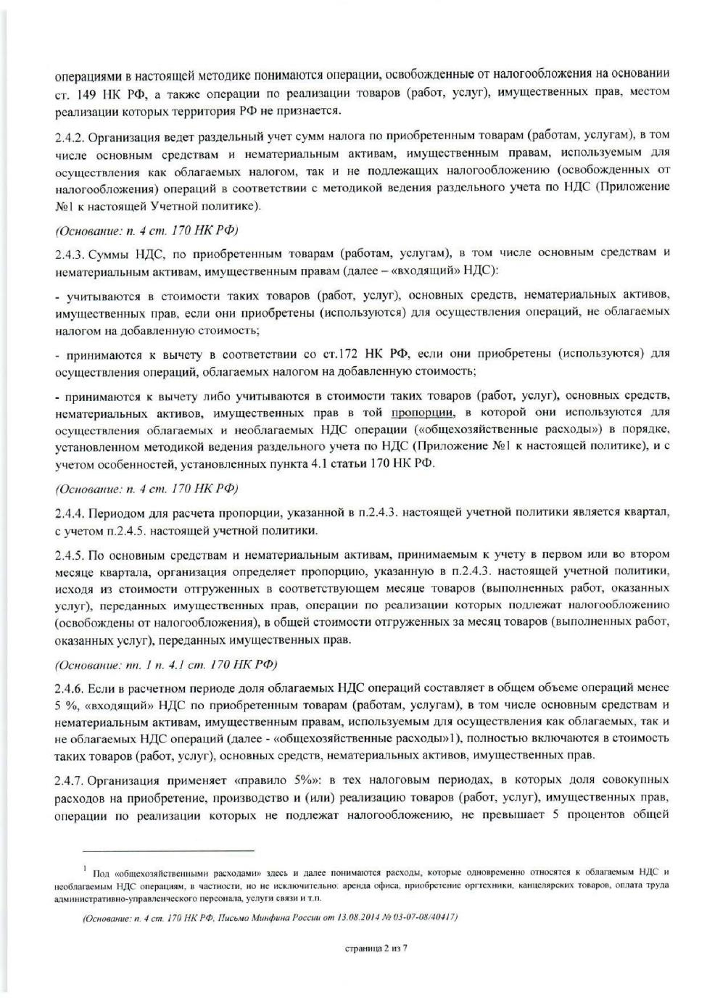 операциями в настоящей методике понимаются операции, освобожденные от налогообложения на основании
ст. 149 НК РФ, а также операции по реализации товаров (работ, услуг), имущественных прав, местом
реализации которых территория РФ не признается.
2.4.2. Организация ведет раздельный учет сумм налога по приобретенным товарам (работам, услугам), в том
числе основным средствам и нематериальным активам, имущественным правам, используемым для
осуществления как облагаемых налогом, так и не подлежащих налогообложению (освобожденных от
налогообложения) операций в соответствии с методикой ведения раздельного учета по НДС (Приложение
№1 к настоящей Учетной политике).
(Основание: п. 4 ст. 170 НК РФ)
2.4.3. Суммы НДС, по приобретенным товарам (работам, услугам), в том числе основным средствам и
нематериальным активам, имущественным правам (далее – «входящий» НДС):
- учитываются в стоимости таких товаров (работ, услуг), основных средств, нематериальных активов,
имущественных прав, если они приобретены (используются) для осуществления операций, не облагаемых
налогом на добавленную стоимость;
- принимаются к вычету в соответствии со ст.172 НК РФ, если они приобретены (используются) для
осуществления операций, облагаемых налогом на добавленную стоимость;
- принимаются к вычету либо учитываются в стоимости таких товаров (работ, услуг), основных средств,
нематериальных активов, имущественных прав в той пропорции, в которой они используются для
осуществления облагаемых и необлагаемых НДС операции («общехозяйственные расходы») в порядке,
установленном методикой ведения раздельного учета по НДС (Приложение №1 к настоящей политике), и с
учетом особенностей, установленных пункта 4.1 статьи 170 НК РФ.
(Основание: п. 4 ст. 170 НК РФ)
2.4.4. Периодом для расчета пропорции, указанной в п.2.4.3. настоящей учетной политики является квартал,
с учетом п.2.4.5. настоящей учетной политики.
2.4.5. По основным средствам и нематериальным активам, принимаемым к учету в первом или во втором
месяце квартала, организация определяет пропорцию, указанную в п.2.4.3. настоящей учетной политики,
исходя из стоимости отгруженных в соответствующем месяце товаров (выполненных работ, оказанных
услуг), переданных имущественных прав, операции по реализации которых подлежат налогообложению
(освобождены от налогообложения), в общей стоимости отгруженных за месяц товаров (выполненных работ,
оказанных услуг), переданных имущественных прав.
(Основание: пп. 1 п. 4.1 ст. 170 НК РФ)
2.4.6. Если в расчетном периоде доля облагаемых НДС операций составляет в общем объеме операций менее
5 %, «входящий» НДС по приобретенным товарам (работам, услугам), в том числе основным средствам и
нематериальным активам, имущественным правам, используемым для осуществления как облагаемых, так и
не облагаемых НДС операций (далее - «общехозяйственные расходы»1), полностью включаются в стоимость
таких товаров (работ, услуг), основных средств, нематериальных активов, имущественных прав.
2.4.7. Организация применяет «правило 5%»: в тех налоговых периодах, в которых доля совокупных
расходов на приобретение, производство и (или) реализацию товаров (работ, услуг), имущественных прав,
операции по реализации которых не подлежат налогообложению, не превышает 5 процентов общей
1 Под «общехозяйственными расходами» здесь и далее понимаются расходы, которые одновременно относятся к облагаемым НДС и
необлагаемым НДС операциям, в частности, но не исключительно: аренда офиса, приобретение оргтехники, канцелярских товаров, оплата труда
административно-управленческого персонала, услуги связи и т.п.
(Основание: п. 4 ст. 170 НК РФ, Письмо Минфина России от 13.08.2014 № 03-07-08/40417)
страница 2 из 7